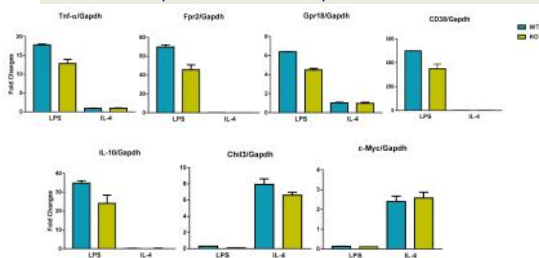 Tnf-α/Gapdh
Fpr2/Gapdh
Gpr18/Gapdh
CD38/Gapdh
WT
KO
Fold Changes
20
15
10
5
0
LPS IL-4
80
60
40
20
0
LPS IL-4
8
6
4
2
0
LPS IL-4
600
400
200
0
LPS IL-4
IL-10/Gapdh
Chil3/Gapdh
c-Myc/Gapdh
Fold Changes
40
30
20
10
0
LPS IL-4
10
8
6
4
2
0
LPS IL-4
4
3
2
1
0
LPS IL-4